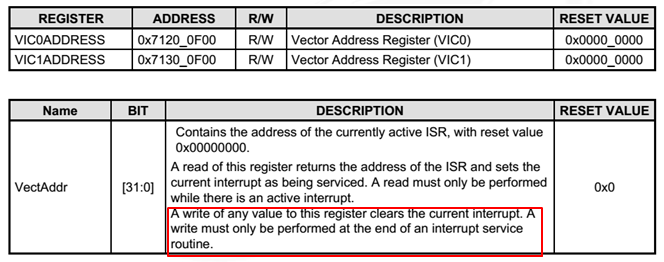 REGISTER ADDRESS R/W DESCRIPTION RESET VALUE
VIC0ADDRESS 0x7120_0F00 R/W Vector Address Register (VIC0) 0x0000_0000
VIC1ADDRESS 0x7130_0F00 R/W Vector Address Register (VIC1) 0x0000_0000
Name BIT DESCRIPTION RESET VALUE
Contains the address of the currently active ISR, with reset value
0x00000000.
A read of this register returns the address of the ISR and sets the
current interrupt as being serviced. A read must only be performed
VectAddr [31:0] while there is an active interrupt. 0x0
A write of any value to this register clears the current interrupt. A
write must only be performed at the end of an interrupt service
routine.